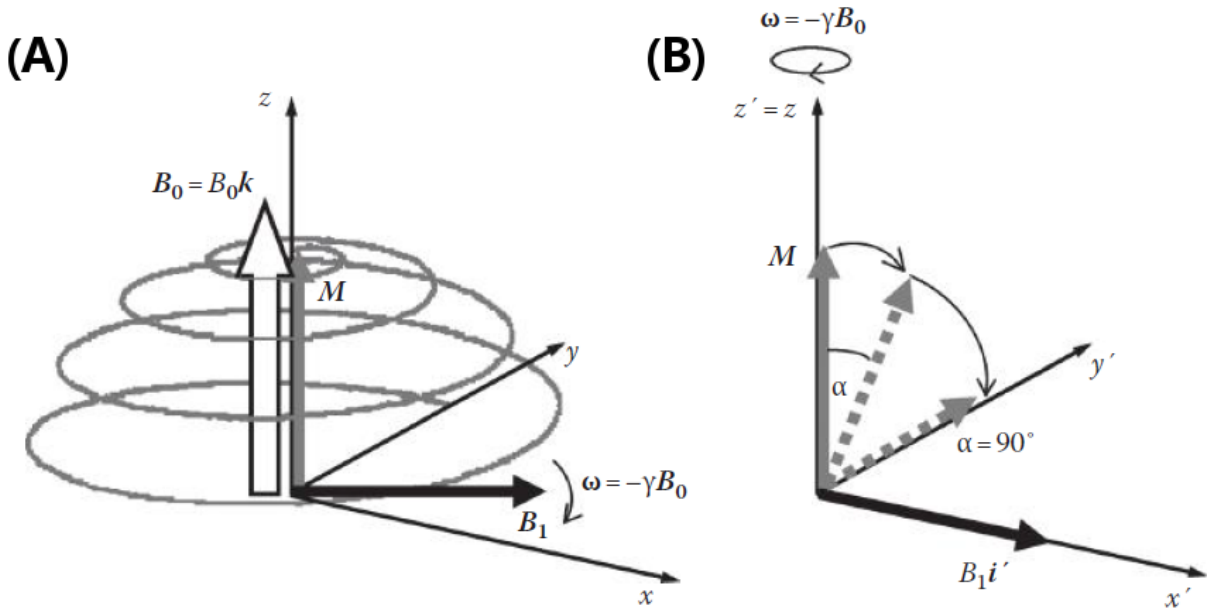 (A)
z
B₀ = B₀k
M
y
ω = −γB₀
B₁
x
(B)
ω = −γB₀
z′ = z
M
α
y′
α = 90°
B₁i′
x′